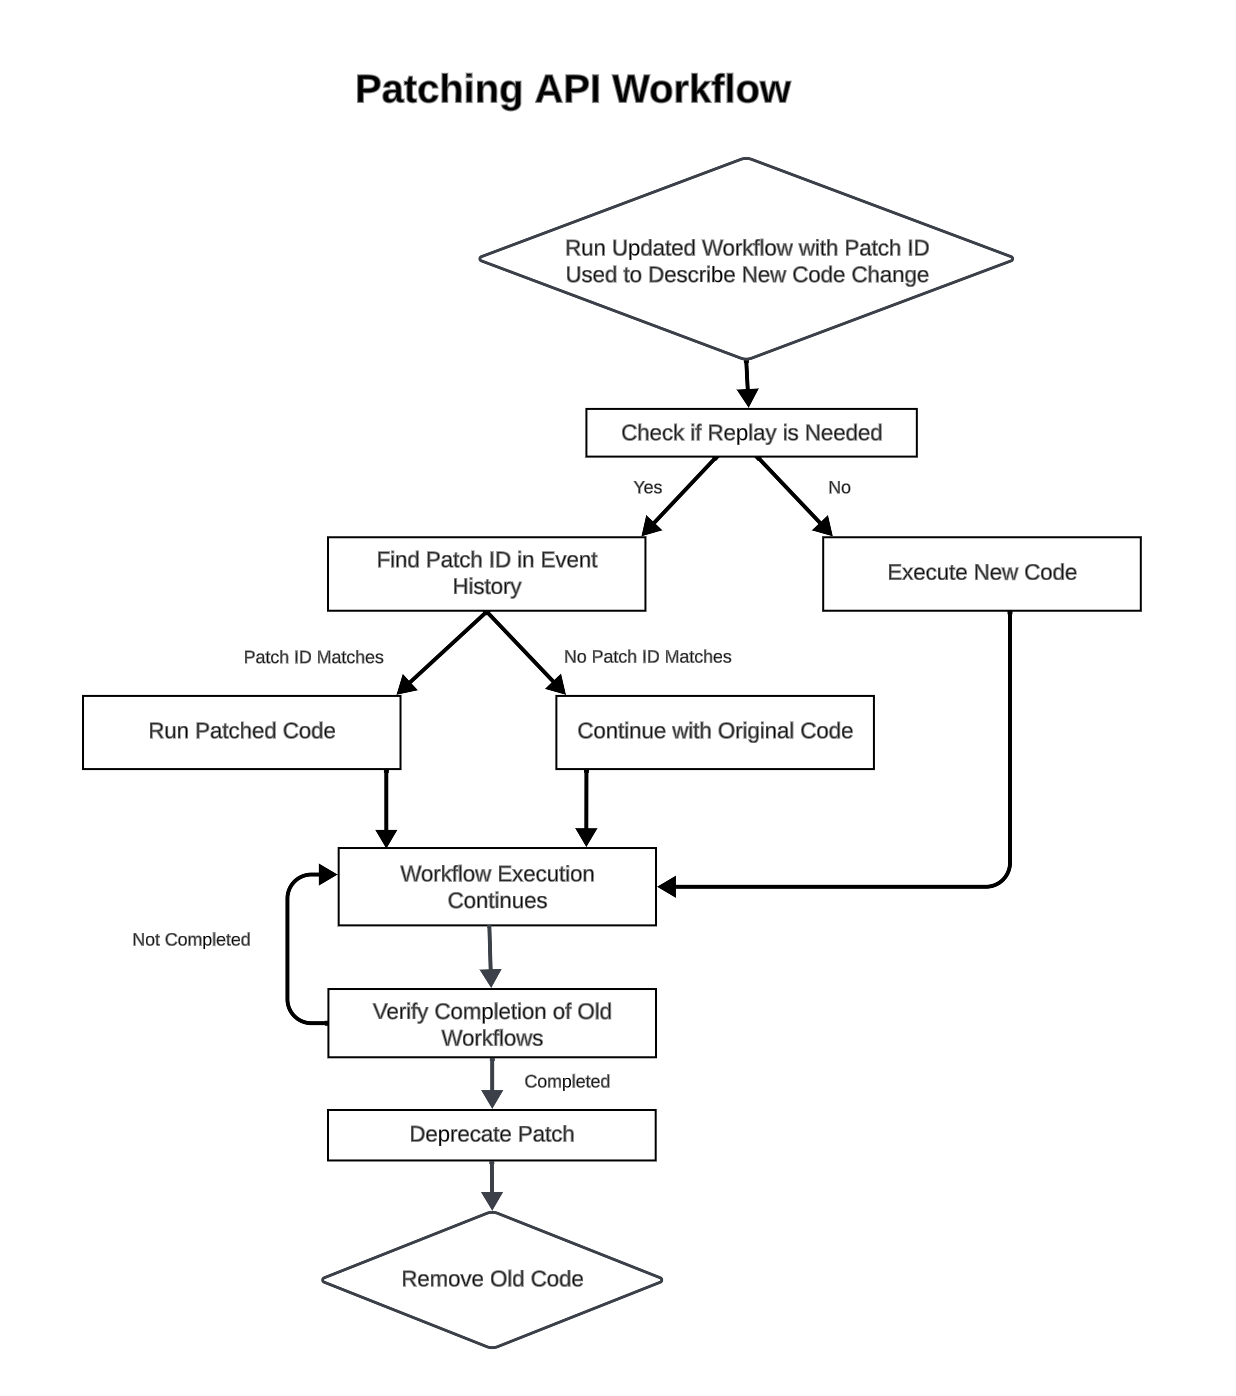 Patching API Workflow
Run Updated Workflow with Patch ID
Used to Describe New Code Change
Check if Replay is Needed
Yes
No
Find Patch ID in Event
History
Execute New Code
Patch ID Matches
No Patch ID Matches
Run Patched Code
Continue with Original Code
Workflow Execution
Continues
Not Completed
Verify Completion of Old
Workflows
Completed
Deprecate Patch
Remove Old Code